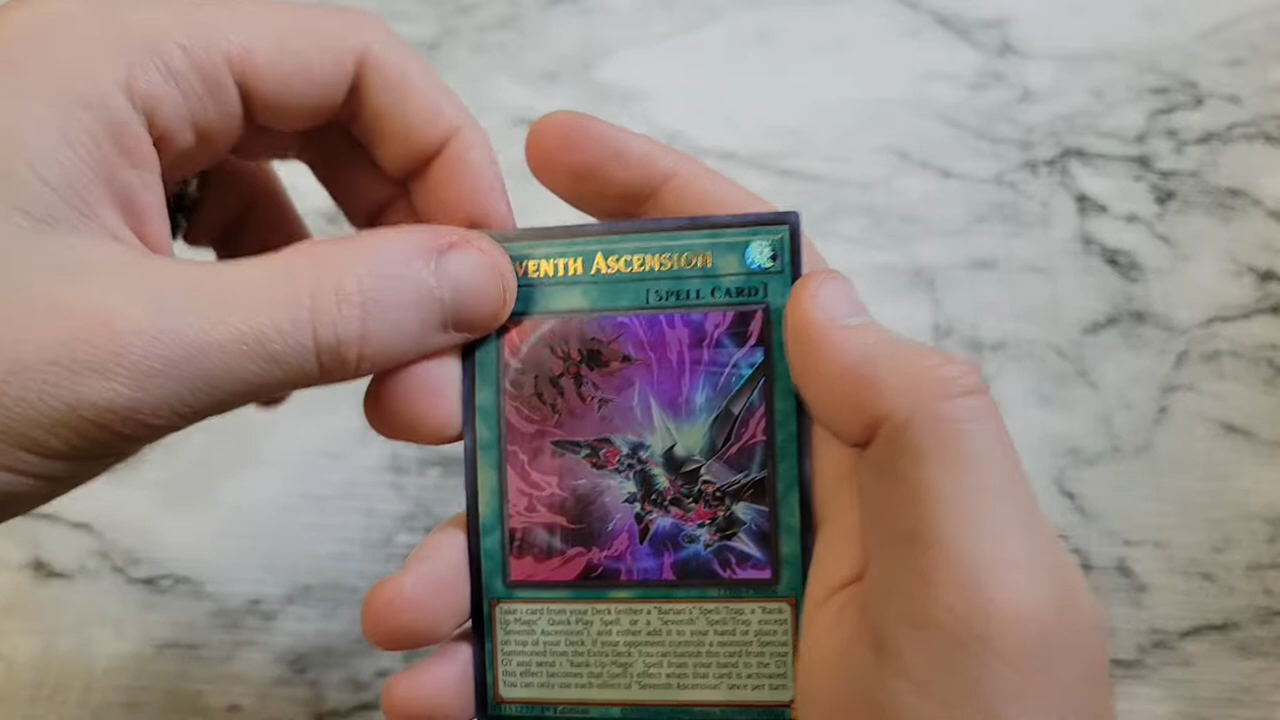 VENTH ASCENSION
[SPELL CARD]
Take 1 card from your Deck (either a "Barian's" Spell/Trap, a "Rank-
Up-Magic" Quick-Play Spell, or a "Seventh" Spell/Trap except
"Seventh Ascension"), and either add it to your hand or place it
on top of your Deck. If your opponent controls a monster Special
Summoned from the Extra Deck: You can banish this card from your
GY and send 1 "Rank-Up-Magic" Spell from your hand to the GY;
this effect becomes that Spell's effect when that card is activated.
You can only use each effect of "Seventh Ascension" once per turn.
1st Edition